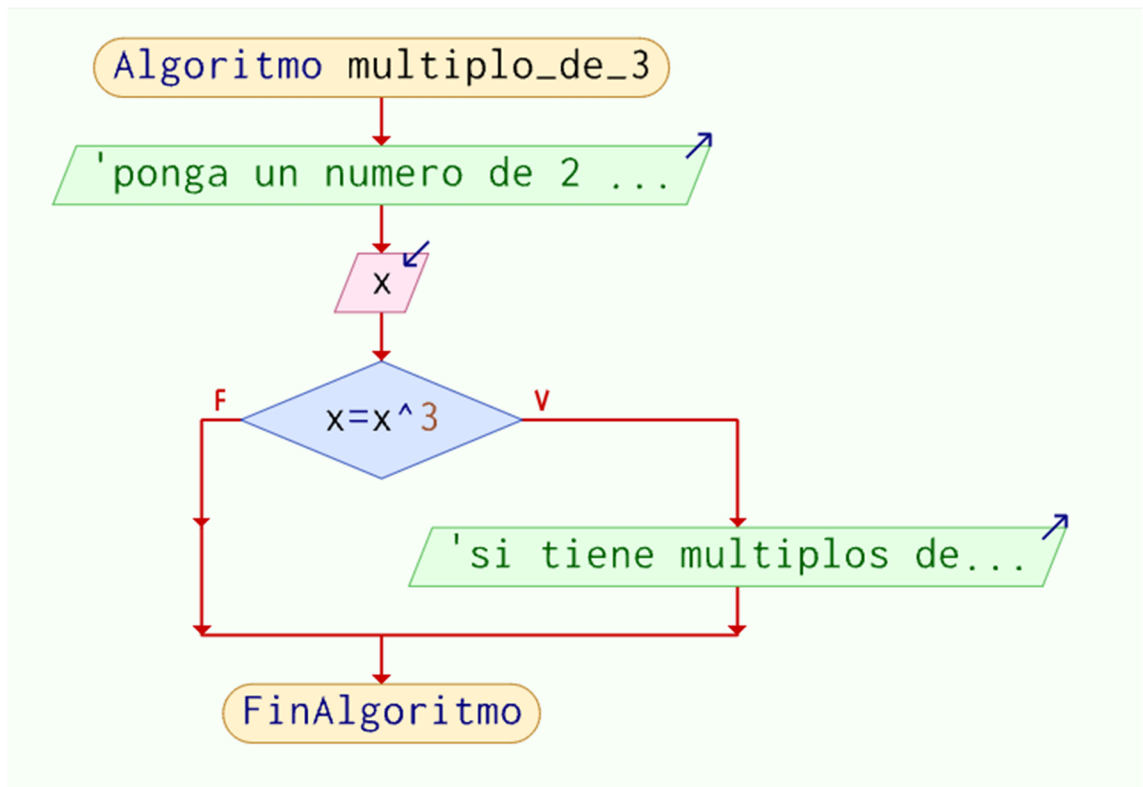 Algoritmo multiplo_de_3
'ponga un numero de 2 ...
x
x=x^3
F
V
'si tiene multiplos de...
FinAlgoritmo